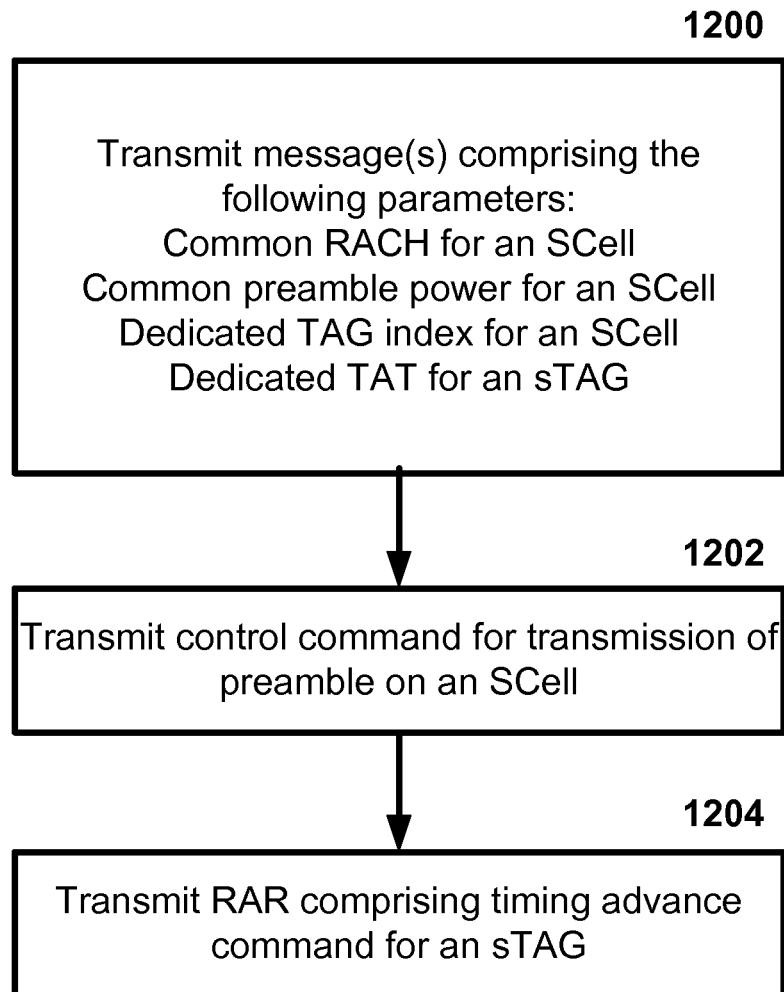 1200
Transmit message(s) comprising the
following parameters:
Common RACH for an SCell
Common preamble power for an SCell
Dedicated TAG index for an SCell
Dedicated TAT for an sTAG
1202
Transmit control command for transmission of
preamble on an SCell
1204
Transmit RAR comprising timing advance
command for an sTAG